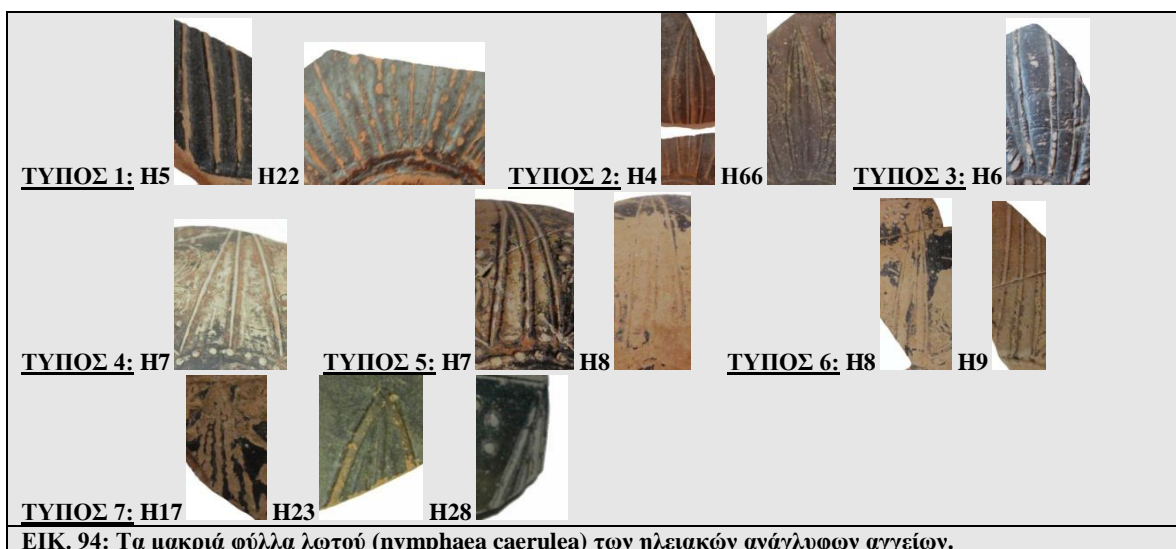 ΤΥΠΟΣ 1: Η5 Η22 ΤΥΠΟΣ 2: Η4 Η66 ΤΥΠΟΣ 3: Η6
ΤΥΠΟΣ 4: Η7 ΤΥΠΟΣ 5: Η7 Η8 ΤΥΠΟΣ 6: Η8 Η9
ΤΥΠΟΣ 7: Η17 Η23 Η28
ΕΙΚ. 94: Τα μακριά φύλλα λωτού (nymphaea caerulea) των ηλειακών ανάγλυφων αγγείων.